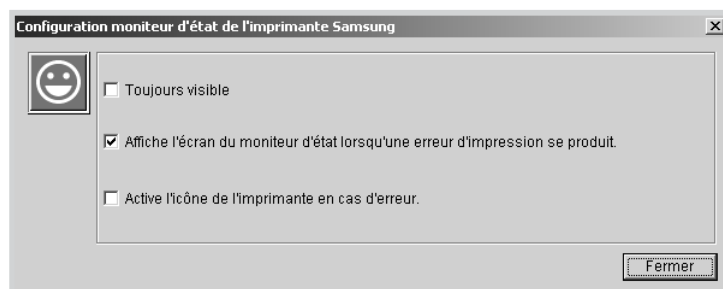 Configuration moniteur d'état de l'imprimante Samsung
Toujours visible
Affiche l'écran du moniteur d'état lorsqu'une erreur d'impression se produit.
Active l'icône de l'imprimante en cas d'erreur.
Fermer